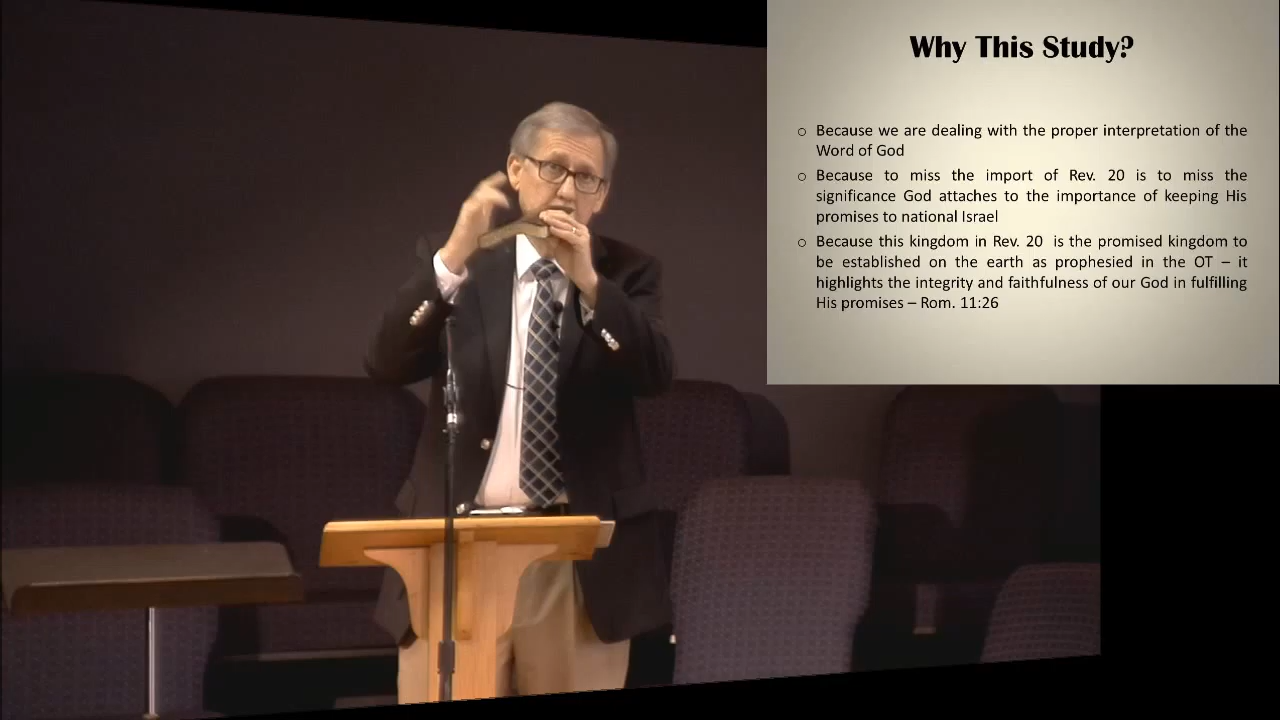 Why This Study?
o Because we are dealing with the proper interpretation of the
Word of God
o Because to miss the import of Rev. 20 is to miss the
significance God attaches to the importance of keeping His
promises to national Israel
o Because this kingdom in Rev. 20 is the promised kingdom to
be established on the earth as prophesied in the OT – it
highlights the integrity and faithfulness of our God in fulfilling
His promises – Rom. 11:26